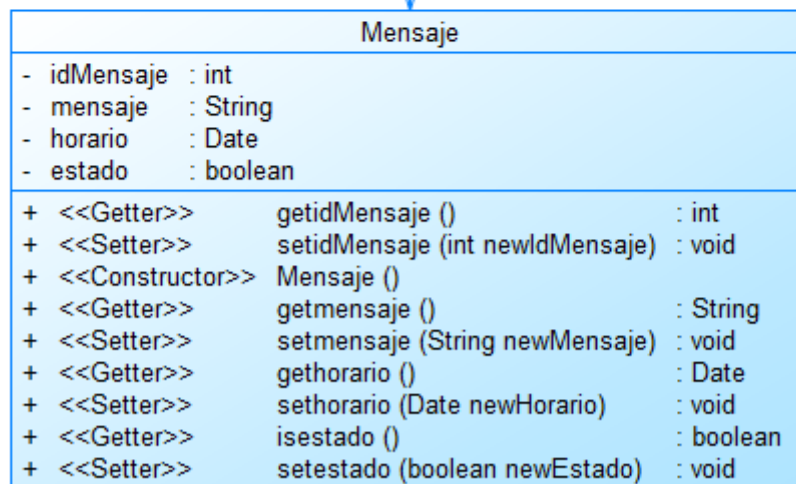 Mensaje
- idMensaje : int
- mensaje : String
- horario : Date
- estado : boolean
+ <<Getter>> getidMensaje () : int
+ <<Setter>> setidMensaje (int newIdMensaje) : void
+ <<Constructor>> Mensaje ()
+ <<Getter>> getmensaje () : String
+ <<Setter>> setmensaje (String newMensaje) : void
+ <<Getter>> gethorario () : Date
+ <<Setter>> sethorario (Date newHorario) : void
+ <<Getter>> isestado () : boolean
+ <<Setter>> setestado (boolean newEstado) : void